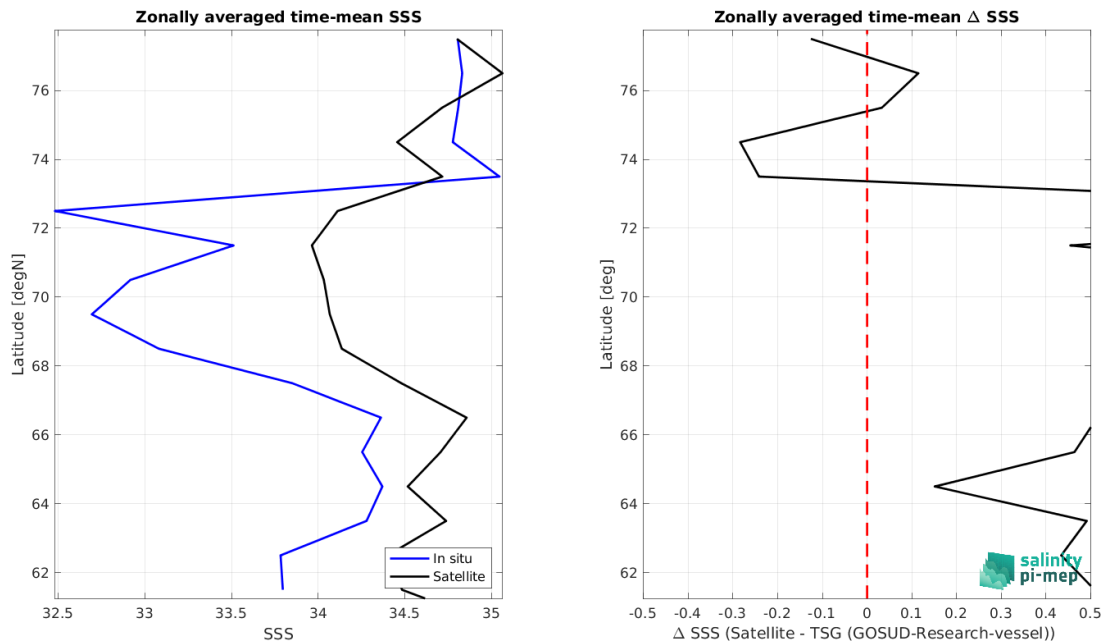 Zonally averaged time-mean SSS
Latitude [degN]
76
74
72
70
68
66
64
62
32.5 33 33.5 34 34.5 35
SSS
In situ
Satellite
Zonally averaged time-mean Δ SSS
Latitude [deg]
76
74
72
70
68
66
64
62
-0.5 -0.4 -0.3 -0.2 -0.1 0 0.1 0.2 0.3 0.4 0.5
Δ SSS (Satellite - TSG (GOSUD-Research-vessel))
salinity
pi-mep